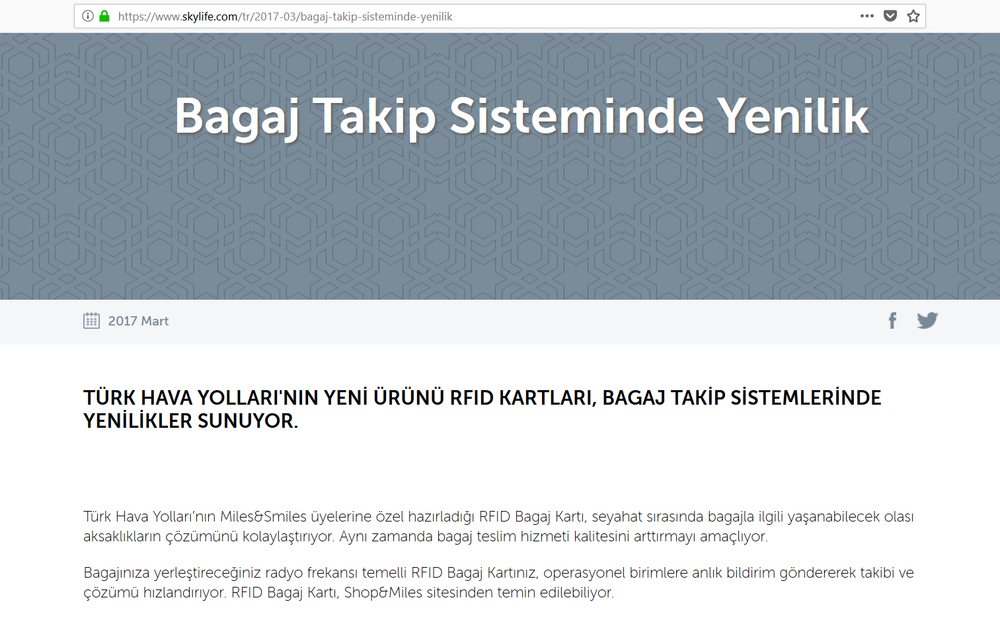 https://www.skylife.com/tr/2017-03/bagaj-takip-sisteminde-yenilik
Bagaj Takip Sisteminde Yenilik
2017 Mart
TÜRK HAVA YOLLARI'NIN YENİ ÜRÜNÜ RFID KARTLARI, BAGAJ TAKİP SİSTEMLERİNDE
YENİLİKLER SUNUYOR.
Türk Hava Yolları’nın Miles&Smiles üyelerine özel hazırladığı RFID Bagaj Kartı, seyahat sırasında bagajla ilgili yaşanabilecek olası
aksaklıkların çözümünü kolaylaştırıyor. Aynı zamanda bagaj teslim hizmeti kalitesini arttırmayı amaçlıyor.
Bagajınıza yerleştireceğiniz radyo frekansı temelli RFID Bagaj Kartınız, operasyonel birimlere anlık bildirim göndererek takibi ve
çözümü hızlandırıyor. RFID Bagaj Kartı, Shop&Miles sitesinden temin edilebiliyor.